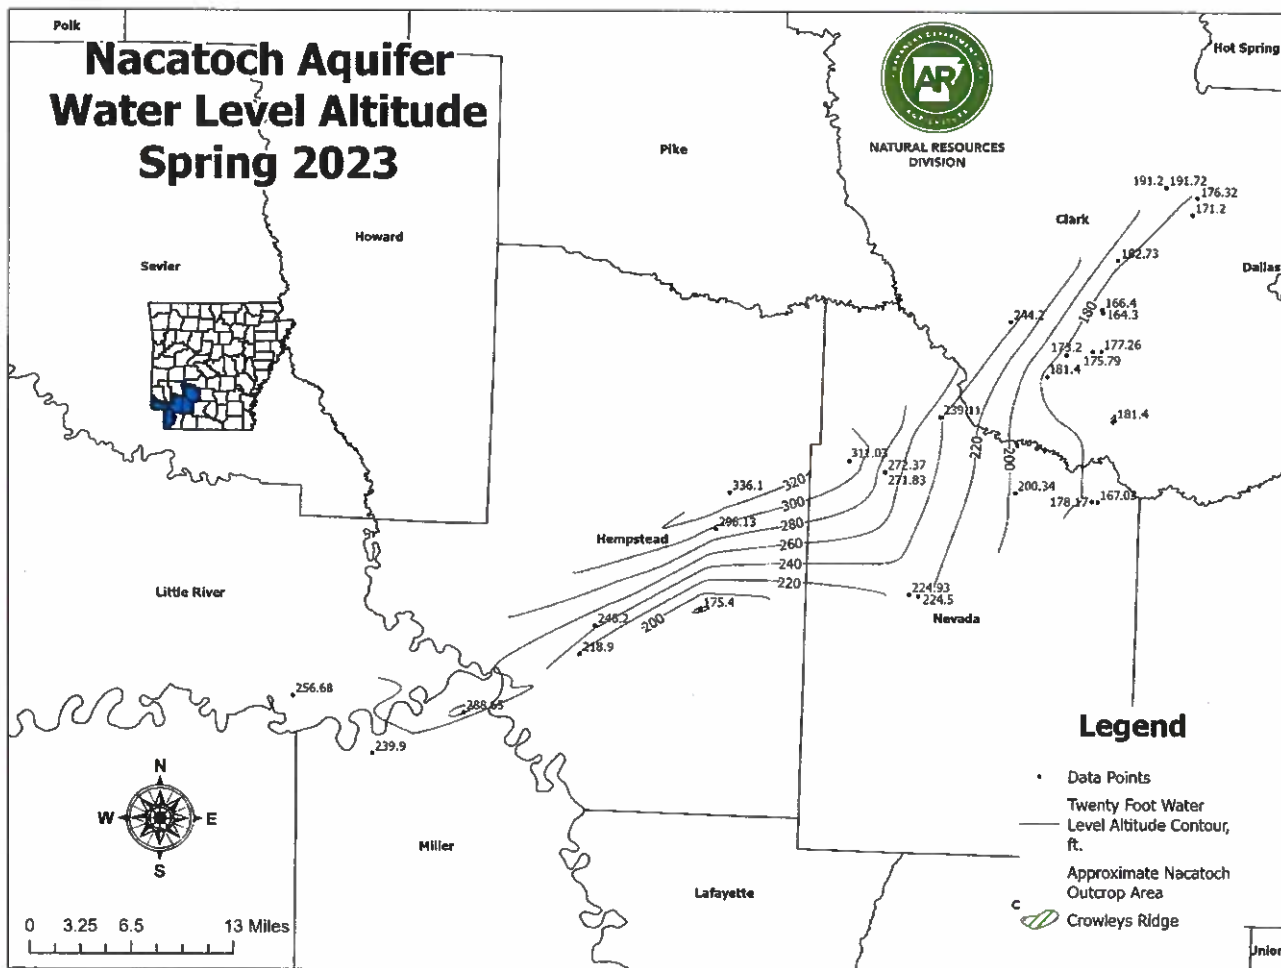 Polk
Nacatoch Aquifer
Water Level Altitude
Spring 2023
AR
NATURAL RESOURCES
DIVISION
Hot Spring
Pike
Clark
Howard
Sevier
Dallas
191.2 191.72
176.32
171.2
162.73
166.4
164.3
180
244.2
173.2
177.26
175.79
181.4
239.11
181.4
311.03
220
200
272.37
271.83
336.1
320
300
200.34
178.17 167.03
296.13
280
Hempstead
260
240
220
Little River
175.4
224.93
224.5
Nevada
248.2
200
218.9
256.68
288.65
239.9
Legend
Data Points
Twenty Foot Water
Level Altitude Contour,
ft.
Approximate Nacatoch
Outcrop Area
C
Crowleys Ridge
N
W E
S
Miller
Lafayette
0 3.25 6.5 13 Miles
Union